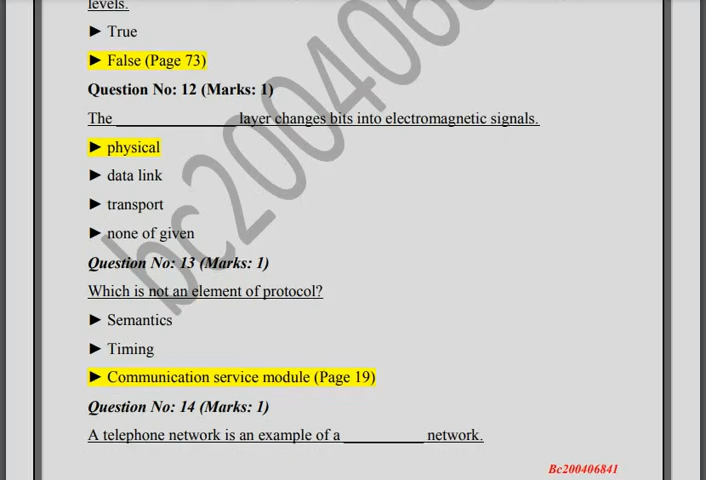 levels.
► True
► False (Page 73)
Question No: 12 (Marks: 1)
The ______________ layer changes bits into electromagnetic signals.
► physical
► data link
► transport
► none of given
Question No: 13 (Marks: 1)
Which is not an element of protocol?
► Semantics
► Timing
► Communication service module (Page 19)
Question No: 14 (Marks: 1)
A telephone network is an example of a __________ network.
Bc200406841